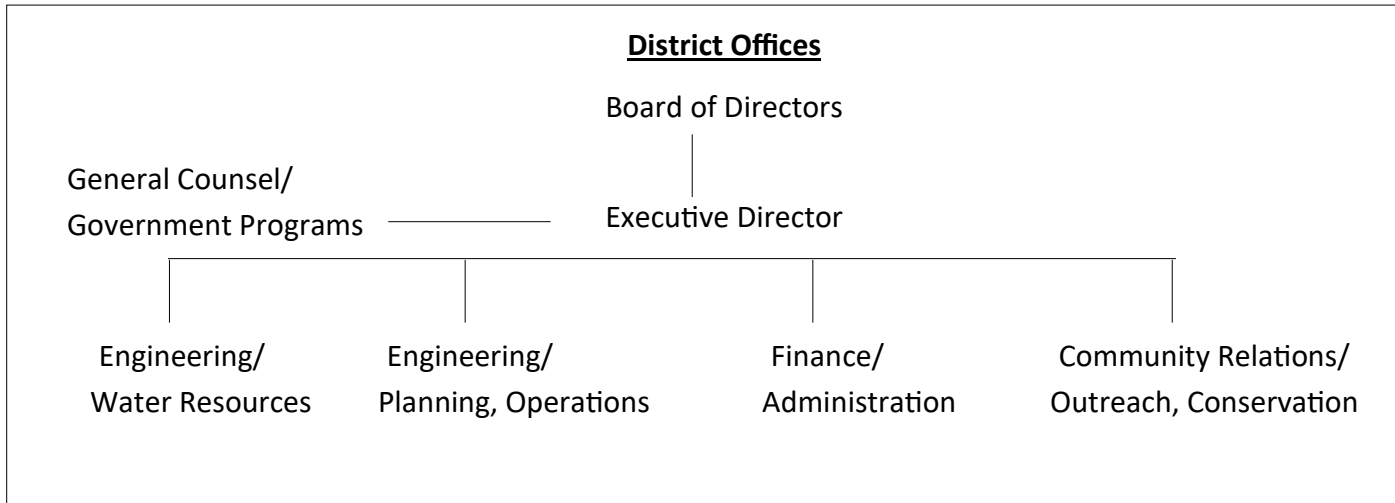 District Offices
Board of Directors
General Counsel/
Government Programs
Executive Director
Engineering/
Water Resources
Engineering/
Planning, Operations
Finance/
Administration
Community Relations/
Outreach, Conservation